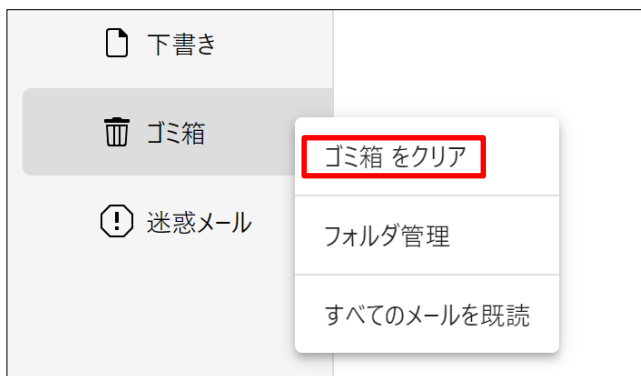 下書き
ゴミ箱
ゴミ箱 をクリア
迷惑メール
フォルダ管理
すべてのメールを既読